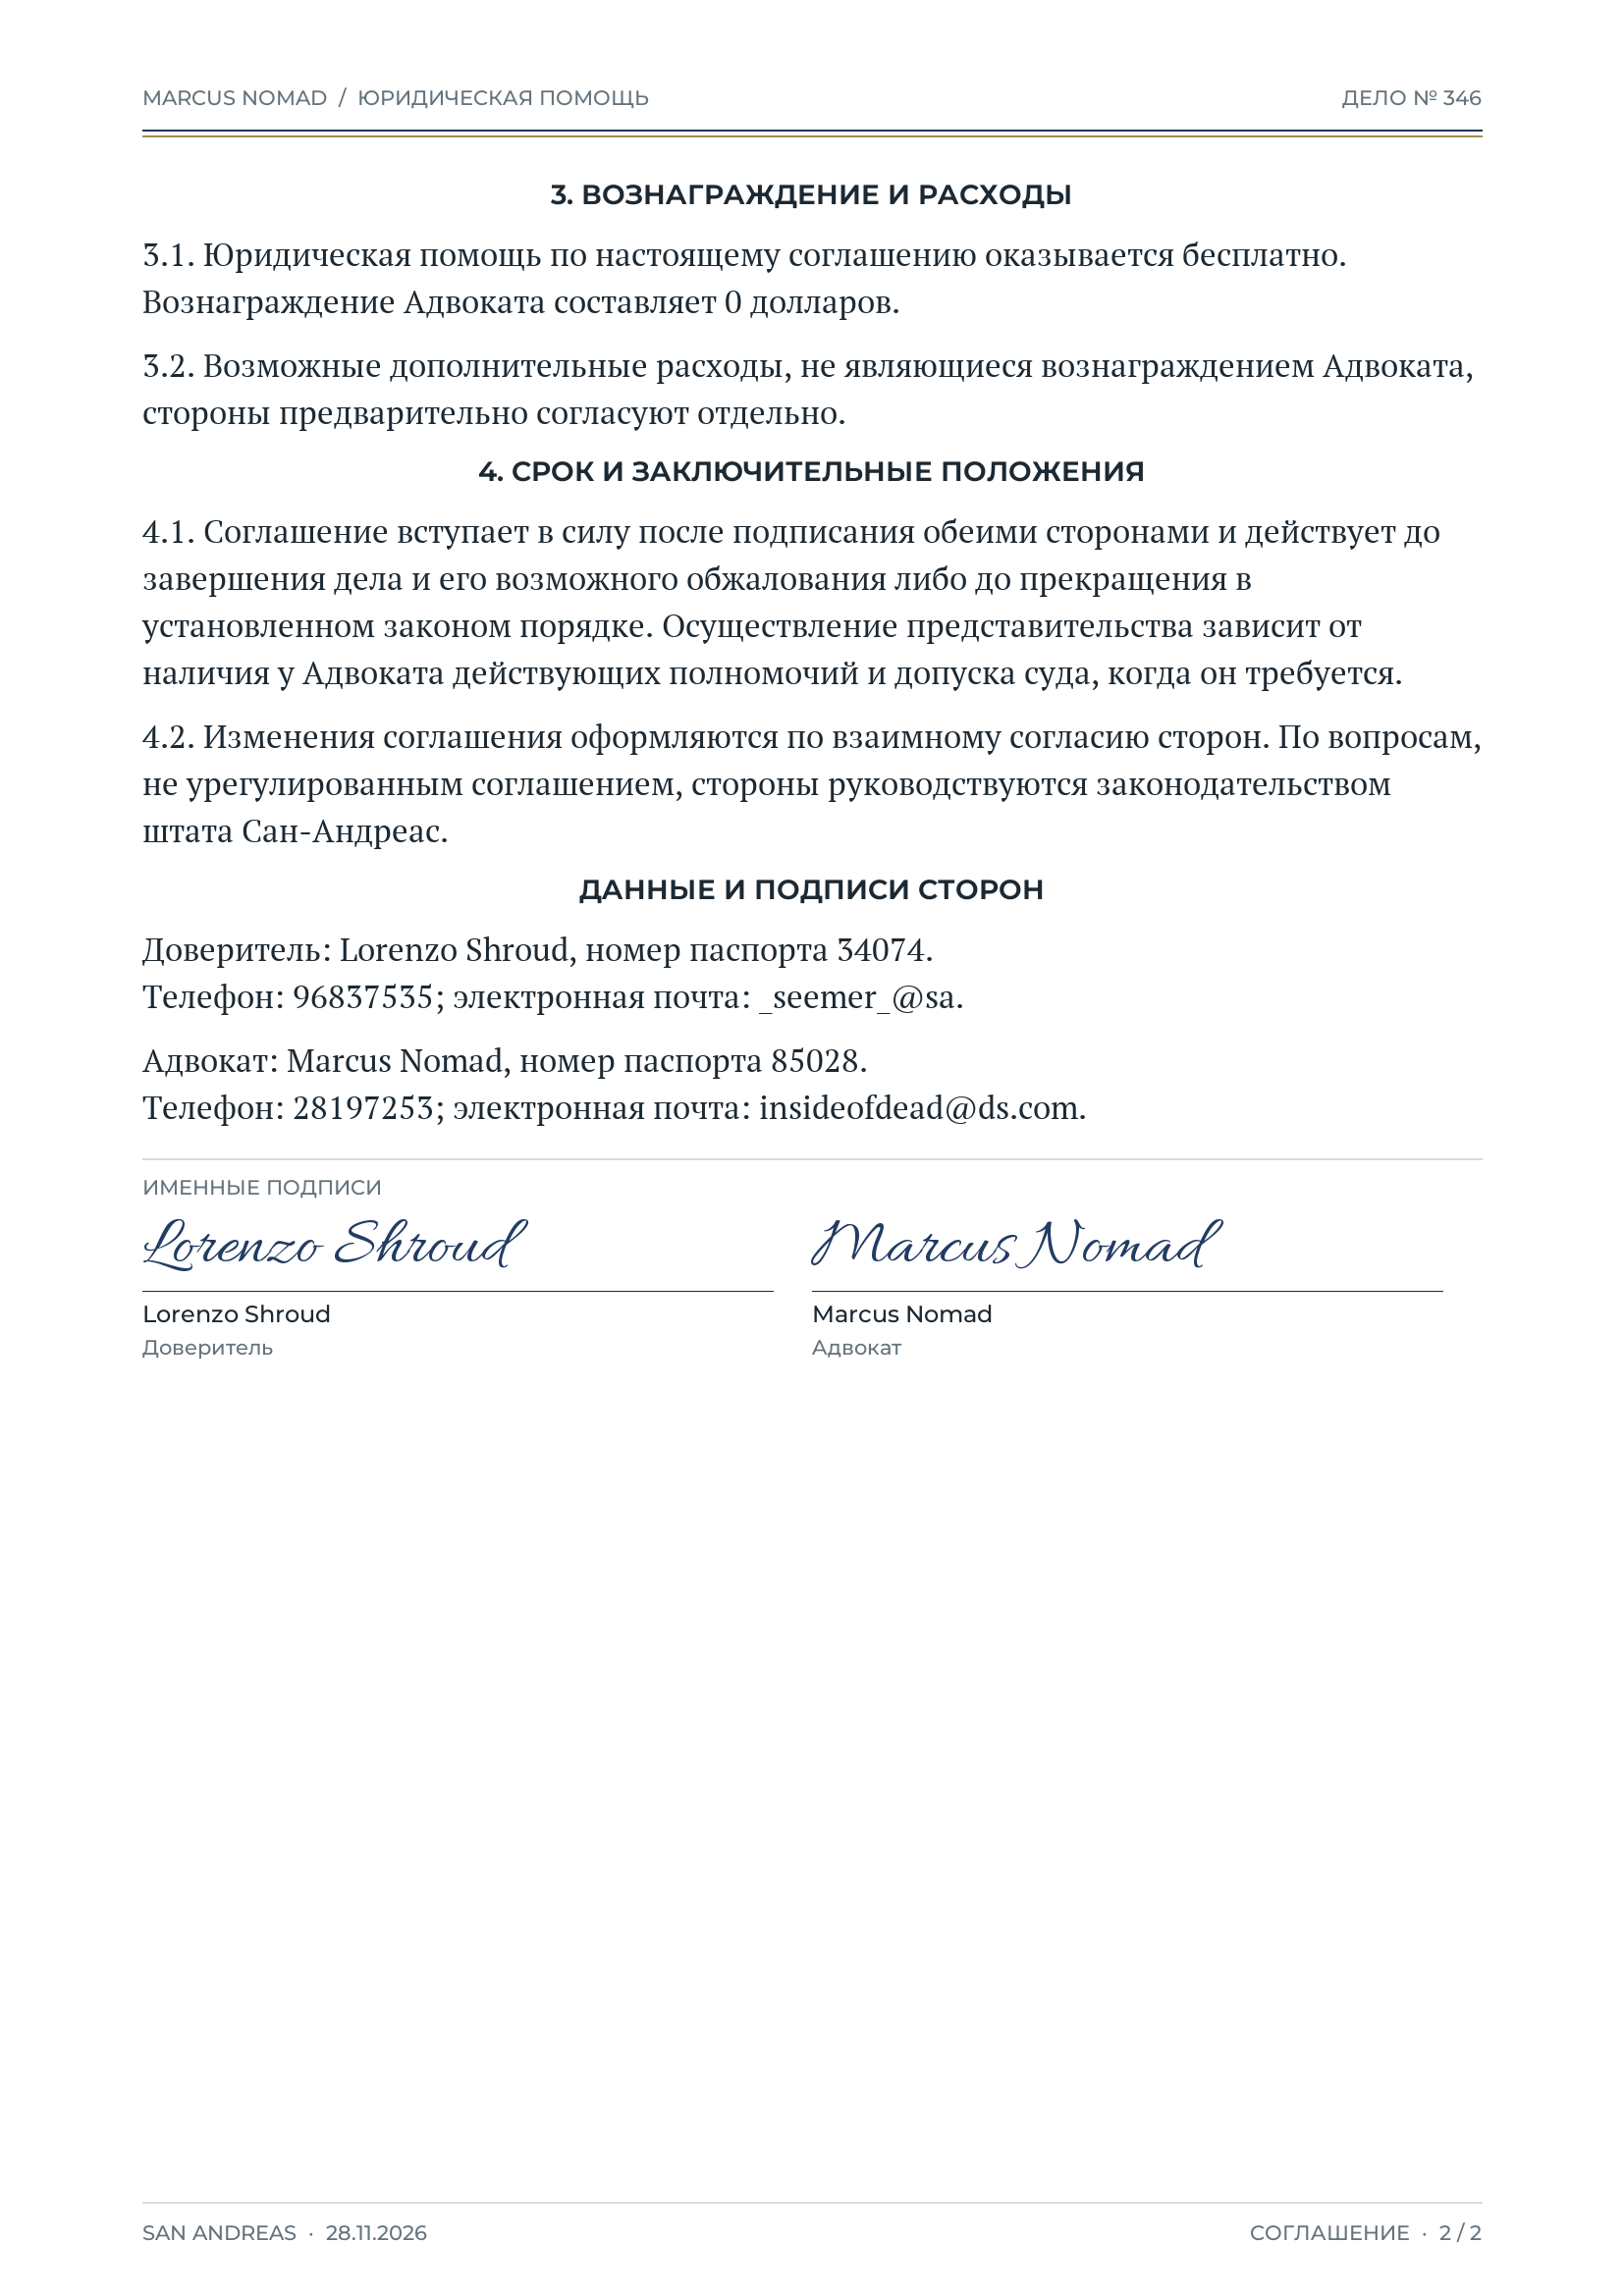 MARCUS NOMAD / ЮРИДИЧЕСКАЯ ПОМОЩЬ
ДЕЛО № 346
3. ВОЗНАГРАЖДЕНИЕ И РАСХОДЫ
3.1. Юридическая помощь по настоящему соглашению оказывается бесплатно.
Вознаграждение Адвоката составляет 0 долларов.
3.2. Возможные дополнительные расходы, не являющиеся вознаграждением Адвоката,
стороны предварительно согласуют отдельно.
4. СРОК И ЗАКЛЮЧИТЕЛЬНЫЕ ПОЛОЖЕНИЯ
4.1. Соглашение вступает в силу после подписания обеими сторонами и действует до
завершения дела и его возможного обжалования либо до прекращения в
установленном законом порядке. Осуществление представительства зависит от
наличия у Адвоката действующих полномочий и допуска суда, когда он требуется.
4.2. Изменения соглашения оформляются по взаимному согласию сторон. По вопросам,
не урегулированным соглашением, стороны руководствуются законодательством
штата Сан-Андреас.
ДАННЫЕ И ПОДПИСИ СТОРОН
Доверитель: Lorenzo Shroud, номер паспорта 34074.
Телефон: 96837535; электронная почта: _seemer_@sa.
Адвокат: Marcus Nomad, номер паспорта 85028.
Телефон: 28197253; электронная почта: insideofdead@ds.com.
ИМЕННЫЕ ПОДПИСИ
Lorenzo Shroud
Marcus Nomad
Lorenzo Shroud
Marcus Nomad
Доверитель
Адвокат
SAN ANDREAS · 28.11.2026
СОГЛАШЕНИЕ · 2 / 2